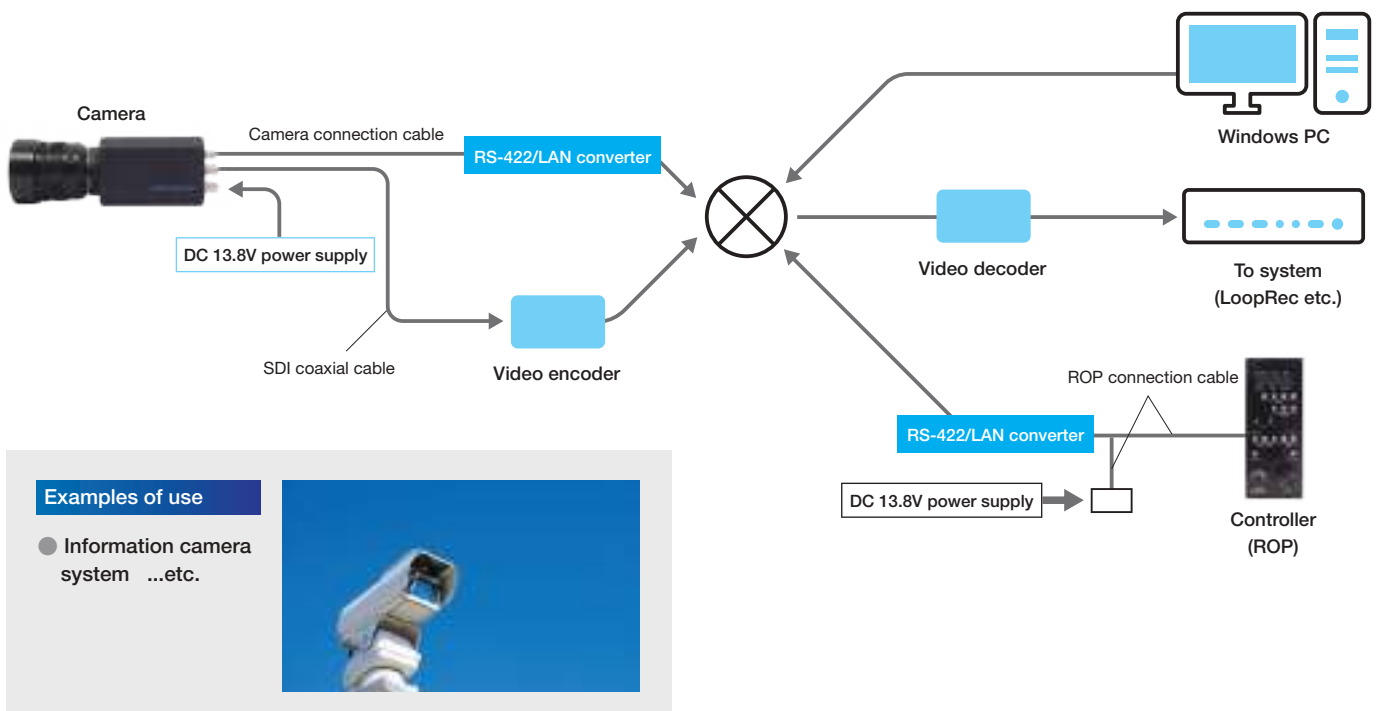 Camera
Camera connection cable
RS-422/LAN converter
DC 13.8V power supply
SDI coaxial cable
Video encoder
Windows PC
Video decoder
To system
(LoopRec etc.)
ROP connection cable
RS-422/LAN converter
DC 13.8V power supply
Controller
(ROP)
Examples of use
Information camera
system ...etc.